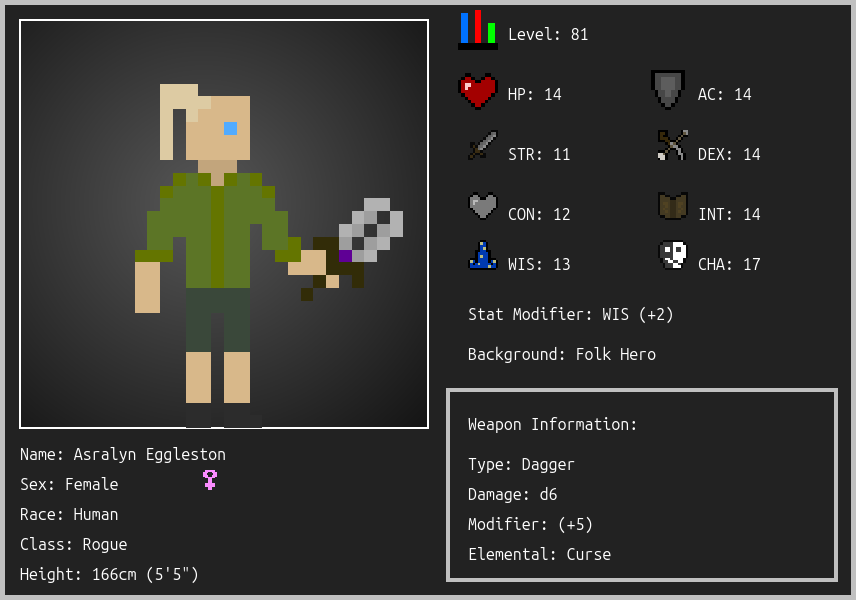 Level: 81
HP: 14
AC: 14
STR: 11
DEX: 14
CON: 12
INT: 14
WIS: 13
CHA: 17
Stat Modifier: WIS (+2)
Background: Folk Hero
Weapon Information:
Type: Dagger
Damage: d6
Modifier: (+5)
Elemental: Curse
Name: Asralyn Eggleston
Sex: Female
Race: Human
Class: Rogue
Height: 166cm (5'5")